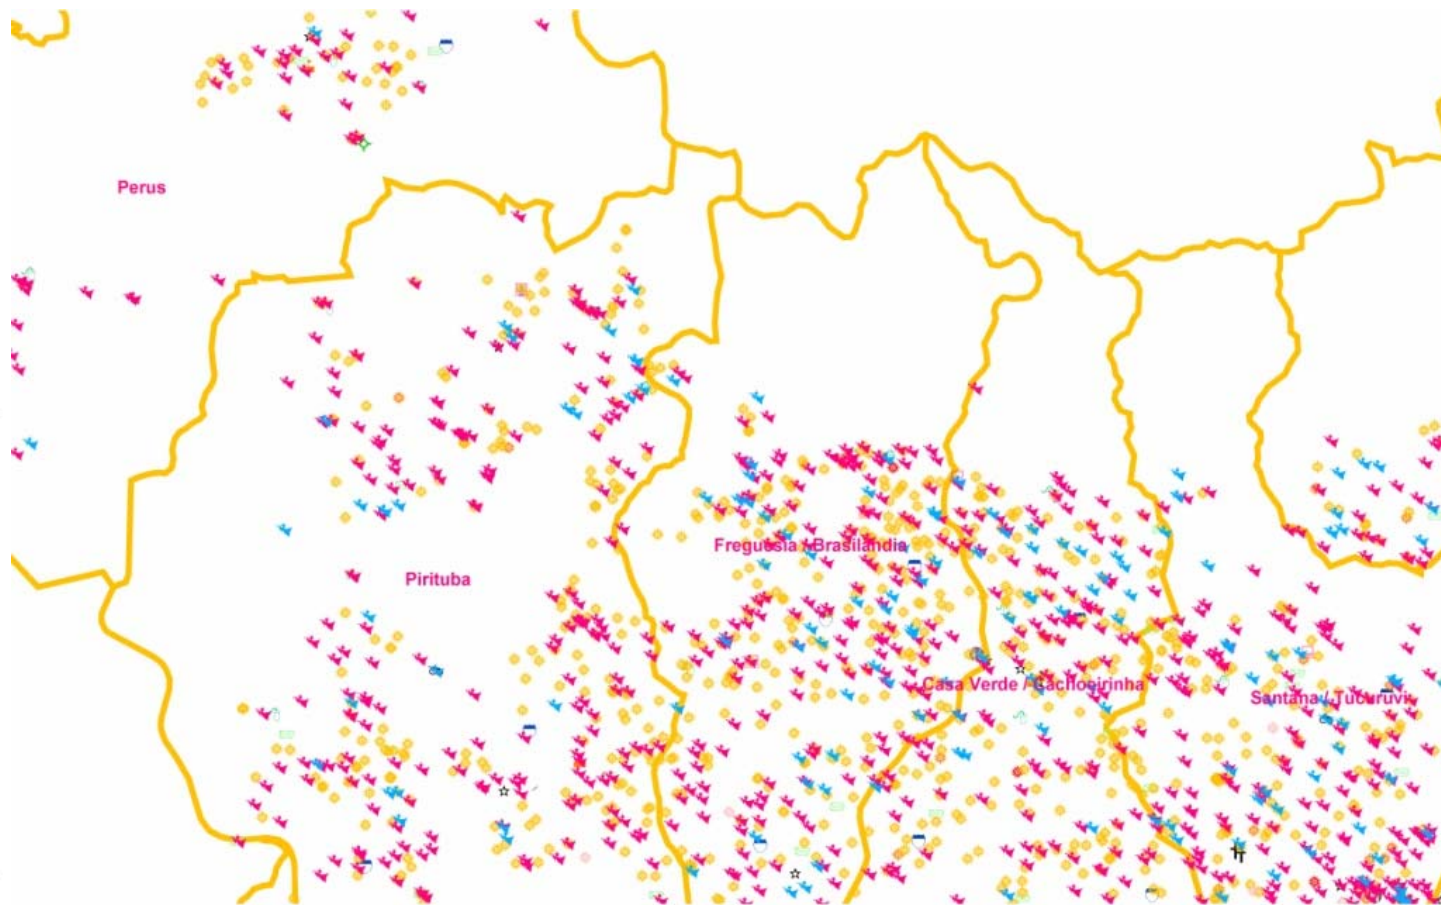 Perus
Freguesia / Brasilândia
Pirituba
Casa Verde / Cachoeirinha
Santana / Tucuruvi